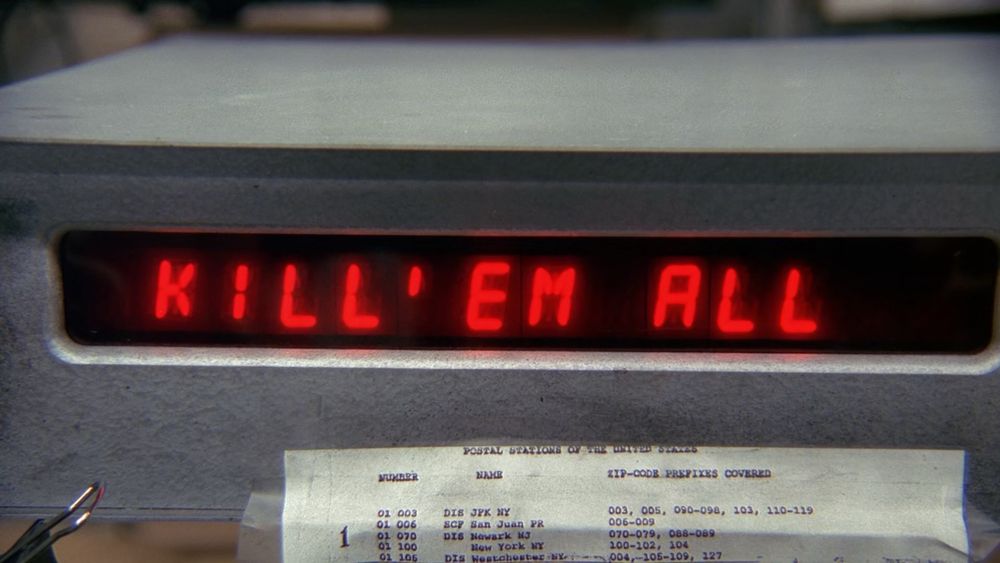 KILL'EM ALL
POSTAL STATIONS OF THE UNITED STATES
NUMBER NAME ZIP-CODE PREFIXES COVERED
01 003 DIS JFK NY 003, 005, 090-098, 103, 110-119
01 006 SCF San Juan PR 006-009
1 01 070 DIS Newark NJ 070-079, 088-089
01 100 New York NY 100-102, 104
01 105 DIS Westchester NY 004, 105-109, 127